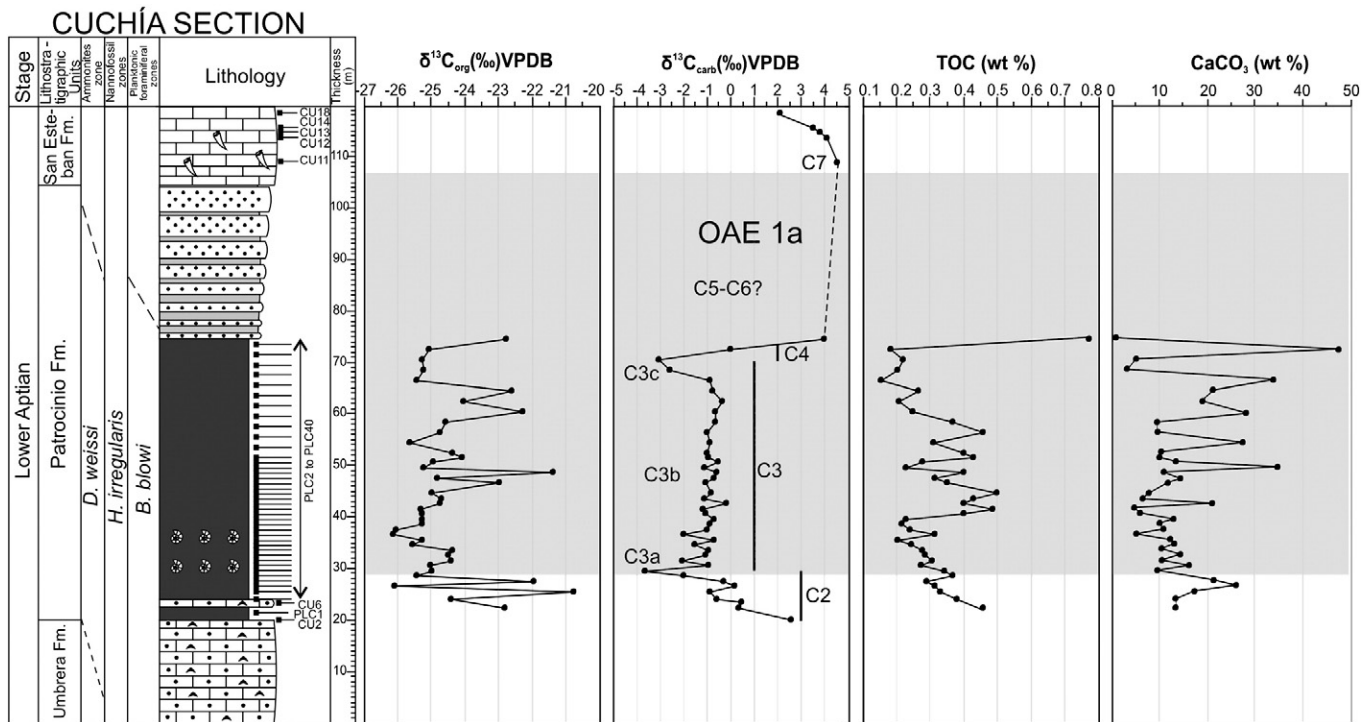 CUCHÍA SECTION
Stage
Lithostra-
tigraphic
Units
Ammonites
zone
Nannolossil
zones
Planktonic
foraminiferal
zones
Lithology
Thickness
(m)
δ¹³Corg(‰)VPDB
-27 -26 -25 -24 -23 -22 -21 -20
δ¹³Ccarb(‰)VPDB
-5 -4 -3 -2 -1 0 1 2 3 4 5
TOC (wt %)
0.1 0.2 0.3 0.4 0.5 0.6 0.7 0.8
CaCO₃ (wt %)
0 10 20 30 40 50
Lower Aptian
San Este-
ban Fm.
Patrocinio Fm.
Umbrera Fm.
D. weissi
H. irregularis
B. blowi
CU18
CU14
CU13
CU12
CU11
PLC2 to PLC40
CU6
PLC1
CU2
110
100
90
80
70
60
50
40
30
20
10
C7
OAE 1a
C5-C6?
C4
C3c
C3b
C3
C3a
C2